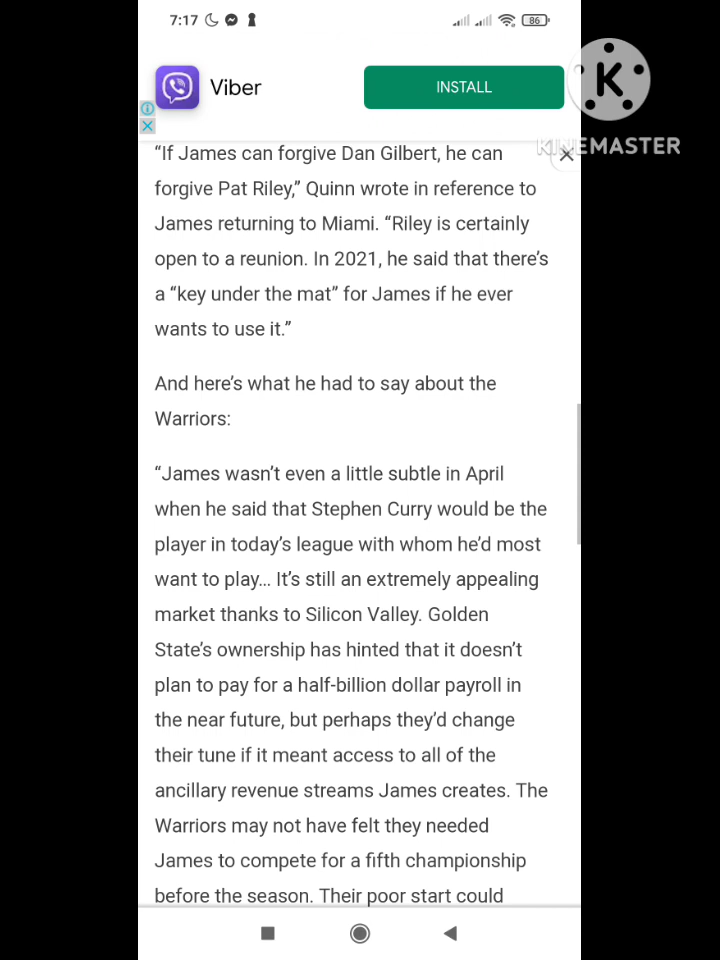 7:17
86
Viber
INSTALL
K
KINEMASTER
“If James can forgive Dan Gilbert, he can
forgive Pat Riley,” Quinn wrote in reference to
James returning to Miami. “Riley is certainly
open to a reunion. In 2021, he said that there’s
a “key under the mat” for James if he ever
wants to use it.”
And here’s what he had to say about the
Warriors:
“James wasn’t even a little subtle in April
when he said that Stephen Curry would be the
player in today’s league with whom he’d most
want to play... It’s still an extremely appealing
market thanks to Silicon Valley. Golden
State’s ownership has hinted that it doesn’t
plan to pay for a half-billion dollar payroll in
the near future, but perhaps they’d change
their tune if it meant access to all of the
ancillary revenue streams James creates. The
Warriors may not have felt they needed
James to compete for a fifth championship
before the season. Their poor start could